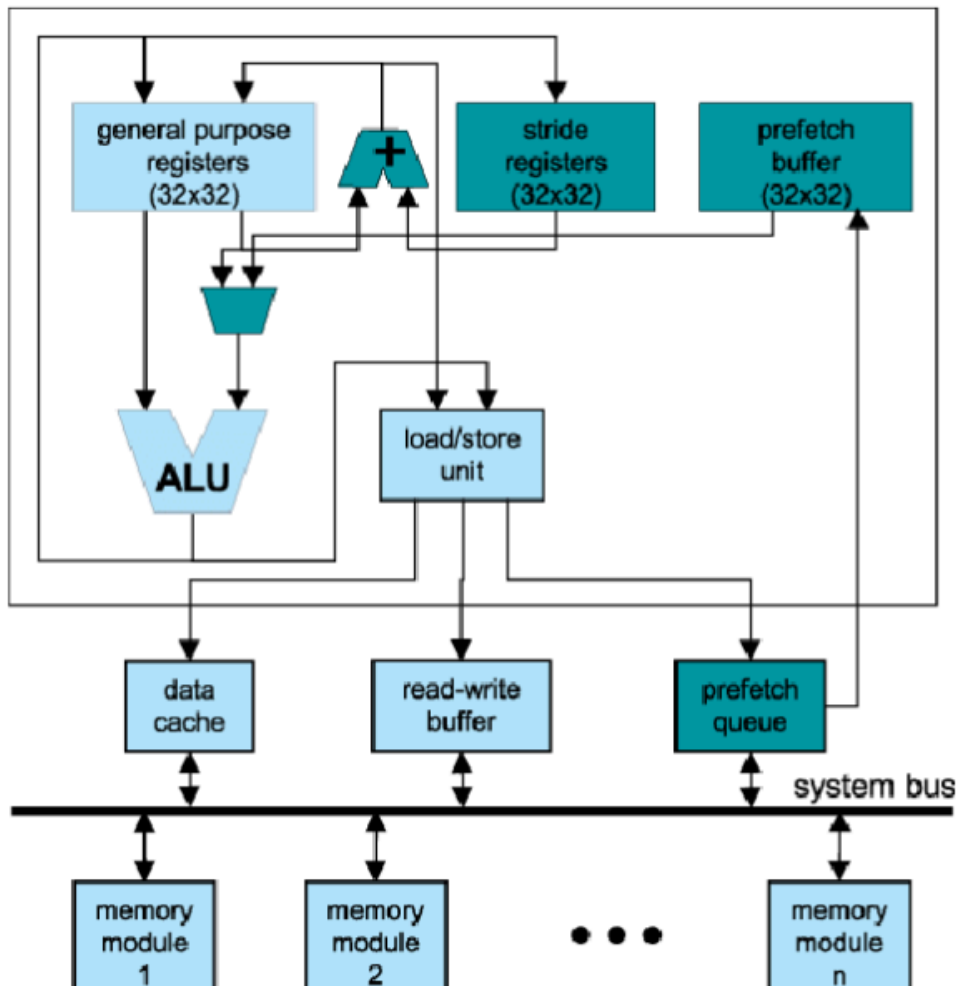 general purpose
registers
(32x32)
+
stride
registers
(32x32)
prefetch
buffer
(32x32)
ALU
load/store
unit
data
cache
read-write
buffer
prefetch
queue
system bus
memory
module
1
memory
module
2
memory
module
n